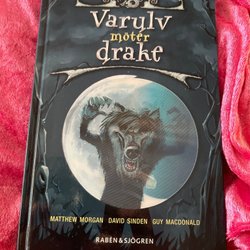 Varulv
möter
drake
MATTHEW MORGAN DAVID SINDEN GUY MACDONALD
RABÉN & SJÖGREN